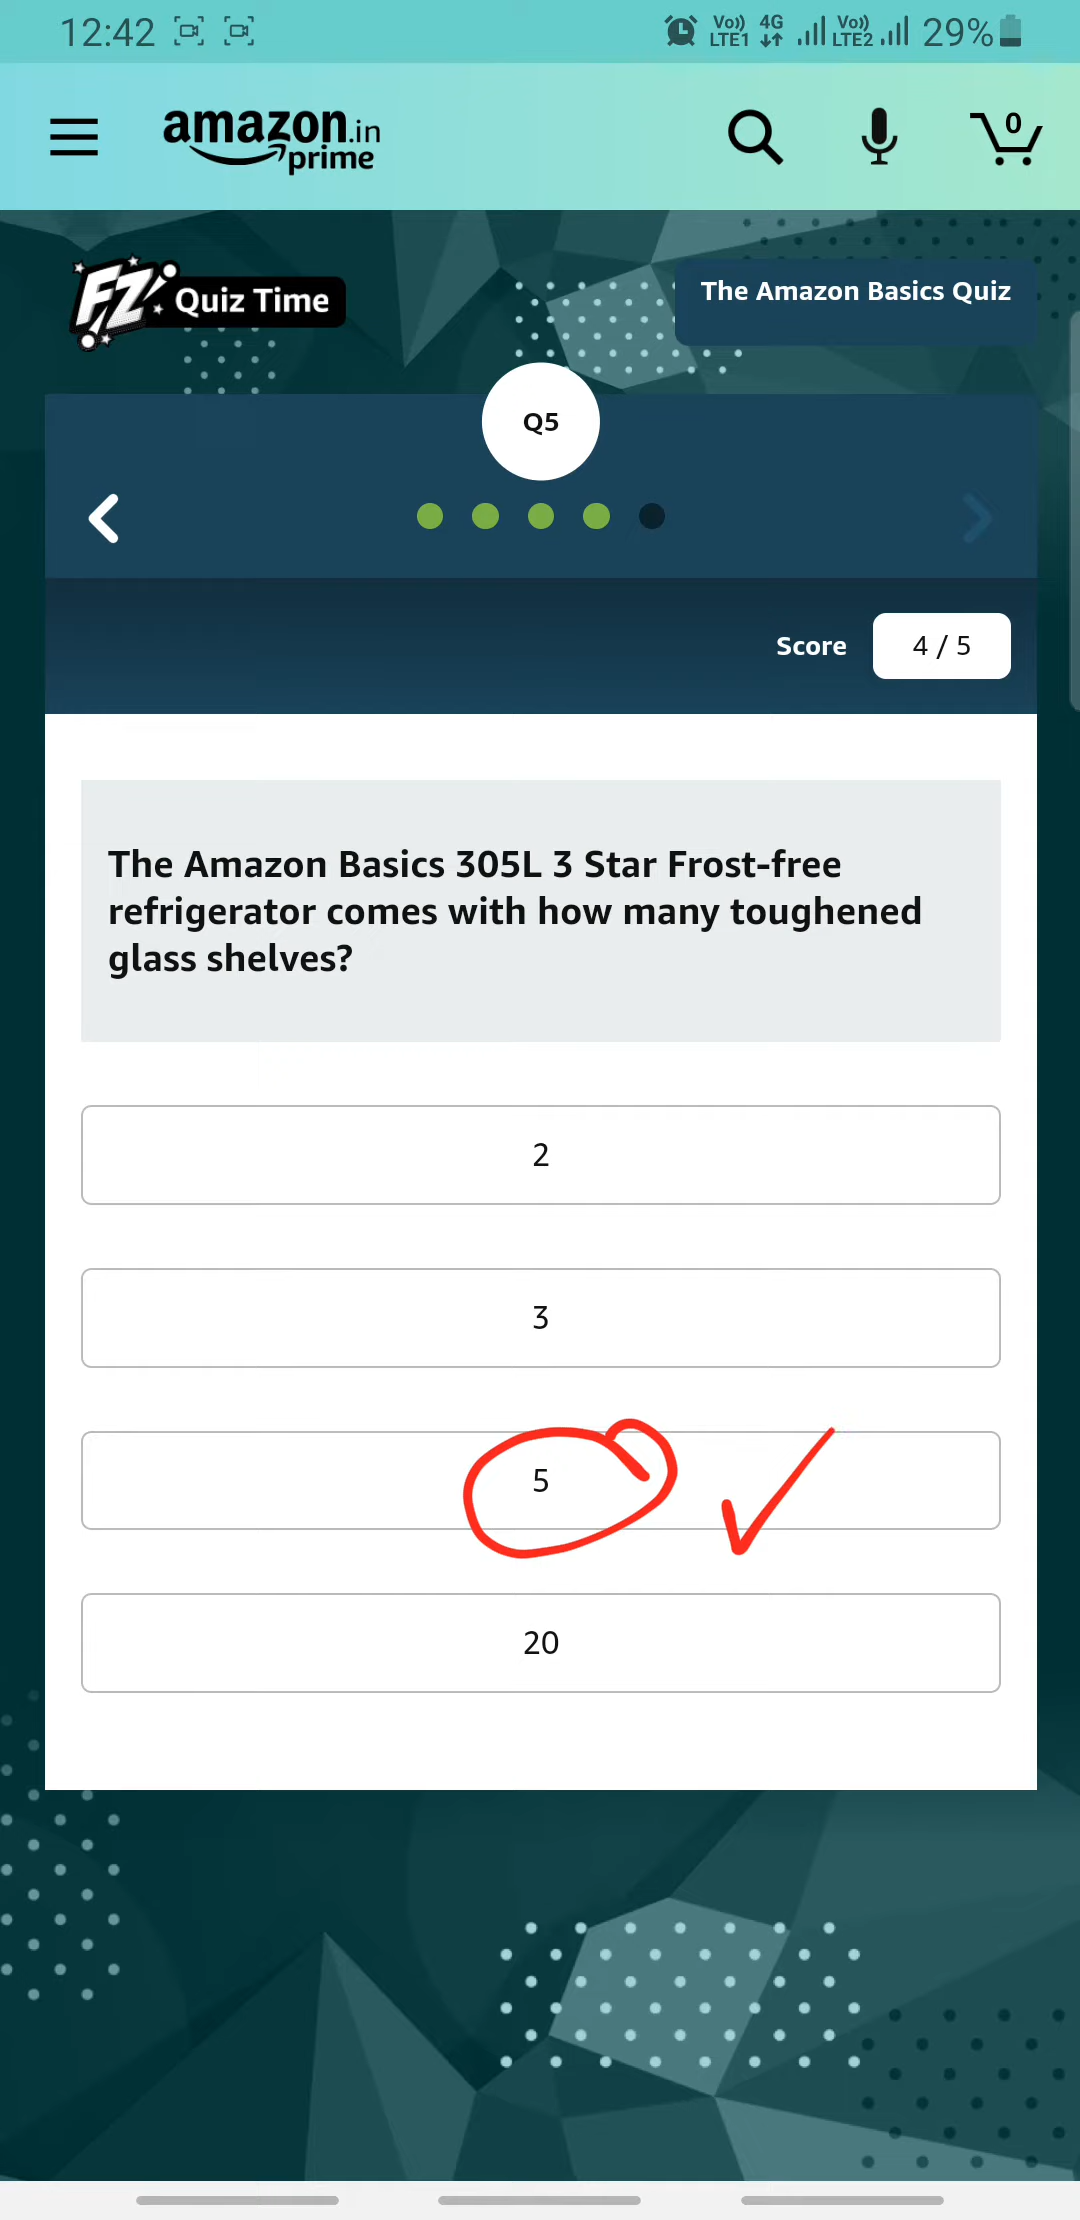 12:42 Vo)) LTE1 4G Vo)) LTE2 29%
amazon.in
prime
0
FZ Quiz Time
The Amazon Basics Quiz
Q5
Score 4 / 5
The Amazon Basics 305L 3 Star Frost-free
refrigerator comes with how many toughened
glass shelves?
2
3
5
20